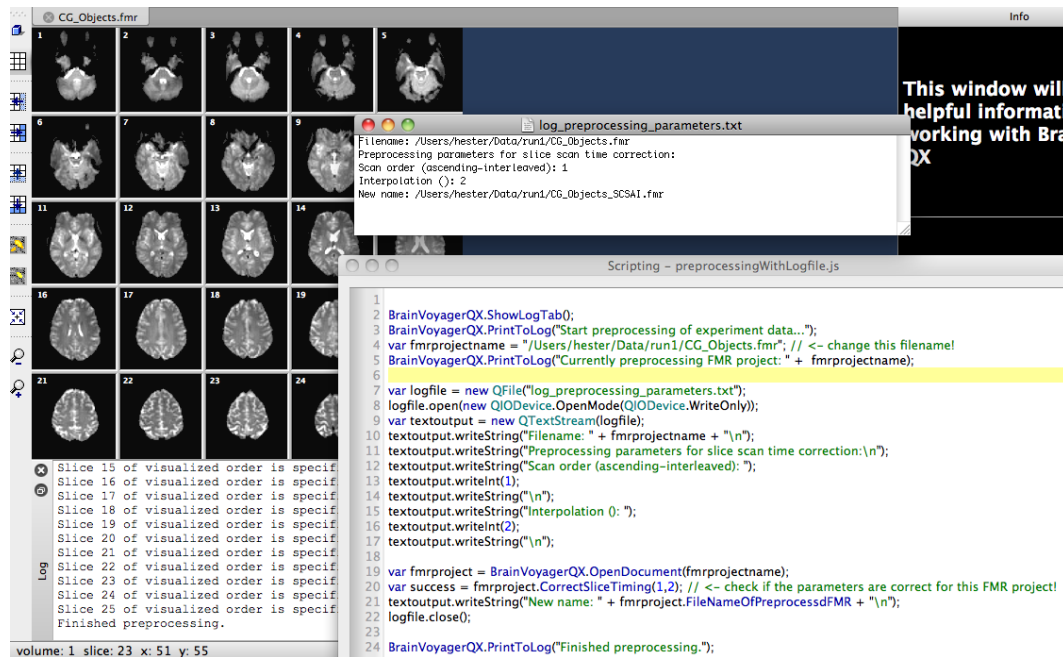 CG_Objects.fmr
Info
1
2
3
4
5
6
7
8
9
11
12
13
14
16
17
18
19
21
22
23
24
This window wil
helpful informati
working with Bra
QX
log_preprocessing_parameters.txt
Filename: /Users/hester/Data/run1/CG_Objects.fmr
Preprocessing parameters for slice scan time correction:
Scan order (ascending-interleaved): 1
Interpolation (): 2
New name: /Users/hester/Data/run1/CG_Objects_SCSAI.fmr
Scripting - preprocessingWithLogfile.js
1
2 BrainVoyagerQX.ShowLogTab();
3 BrainVoyagerQX.PrintToLog("Start preprocessing of experiment data...");
4 var fmrprojectname = "/Users/hester/Data/run1/CG_Objects.fmr"; // <- change this filename!
5 BrainVoyagerQX.PrintToLog("Currently preprocessing FMR project: " + fmrprojectname);
6
7 var logfile = new QFile("log_preprocessing_parameters.txt");
8 logfile.open(new QIODevice.OpenMode(QIODevice.WriteOnly));
9 var textoutput = new QTextStream(logfile);
10 textoutput.writeString("Filename: " + fmrprojectname + "\n");
11 textoutput.writeString("Preprocessing parameters for slice scan time correction:\n");
12 textoutput.writeString("Scan order (ascending-interleaved): ");
13 textoutput.writeInt(1);
14 textoutput.writeString("\n");
15 textoutput.writeString("Interpolation (): ");
16 textoutput.writeInt(2);
17 textoutput.writeString("\n");
18
19 var fmrproject = BrainVoyagerQX.OpenDocument(fmrprojectname);
20 var success = fmrproject.CorrectSliceTiming(1,2); // <- check if the parameters are correct for this FMR project!
21 textoutput.writeString("New name: " + fmrproject.FileNameOfPreprocessdFMR + "\n");
22 logfile.close();
23
24 BrainVoyagerQX.PrintToLog("Finished preprocessing.");
Log
Slice 15 of visualized order is specif
Slice 16 of visualized order is specif
Slice 17 of visualized order is specif
Slice 18 of visualized order is specif
Slice 19 of visualized order is specif
Slice 20 of visualized order is specif
Slice 21 of visualized order is specif
Slice 22 of visualized order is specif
Slice 23 of visualized order is specif
Slice 24 of visualized order is specif
Slice 25 of visualized order is specif
Finished preprocessing.
volume: 1 slice: 23 x: 51 y: 55